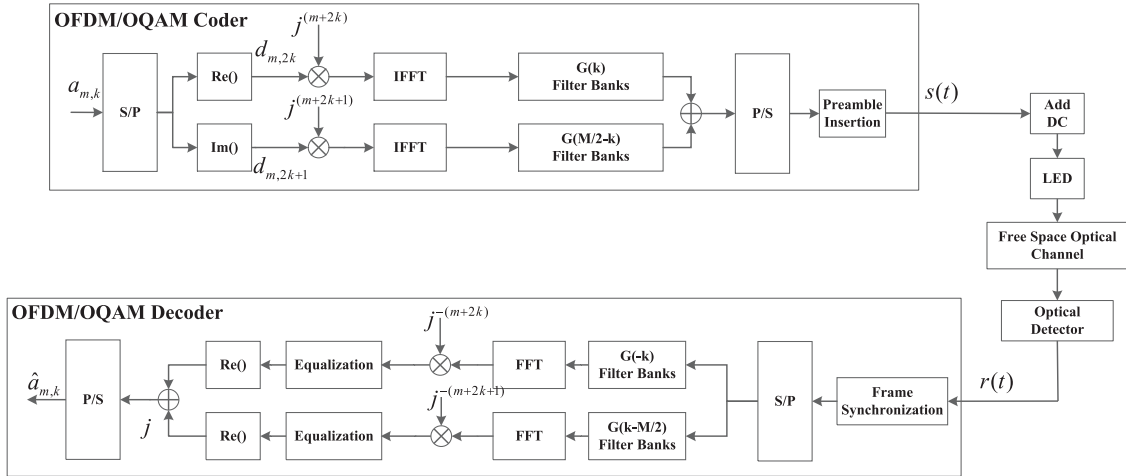 OFDM/OQAM Coder
a_{m,k}
S/P
Re()
d_{m,2k}
j^{(m+2k)}
IFFT
G(k)
Filter Banks
Im()
d_{m,2k+1}
j^{(m+2k+1)}
IFFT
G(M/2-k)
Filter Banks
P/S
Preamble
Insertion
s(t)
Add
DC
LED
Free Space Optical
Channel
Optical
Detector
OFDM/OQAM Decoder
â_{m,k}
P/S
j
Re()
Equalization
j^{-(m+2k)}
FFT
G(-k)
Filter Banks
Re()
Equalization
j^{-(m+2k+1)}
FFT
G(k-M/2)
Filter Banks
S/P
Frame
Synchronization
r(t)